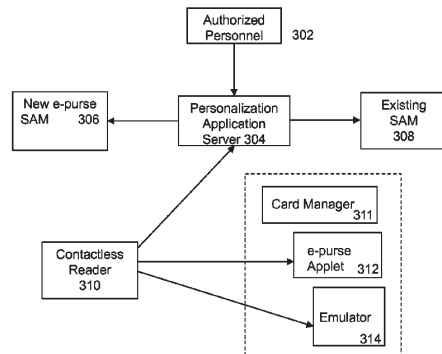 Authorized
Personnel
302
New e-purse
SAM 306
Personalization
Application
Server 304
Existing
SAM
308
Card Manager
311
Contactless
Reader
310
e-purse
Applet 312
Emulator
314